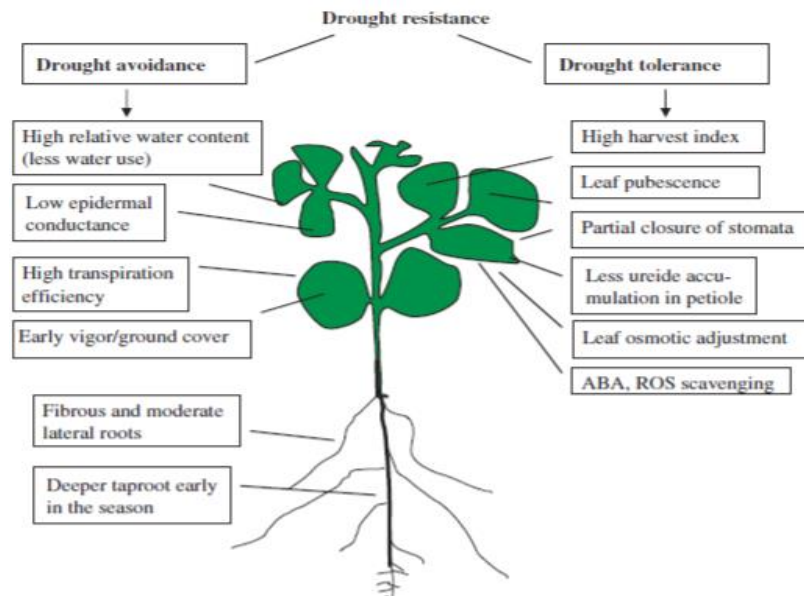 Drought resistance
Drought avoidance
High relative water content
(less water use)
Low epidermal
conductance
High transpiration
efficiency
Early vigor/ground cover
Fibrous and moderate
lateral roots
Deeper taproot early
in the season
Drought tolerance
High harvest index
Leaf pubescence
Partial closure of stomata
Less ureide accu-
mulation in petiole
Leaf osmotic adjustment
ABA, ROS scavenging